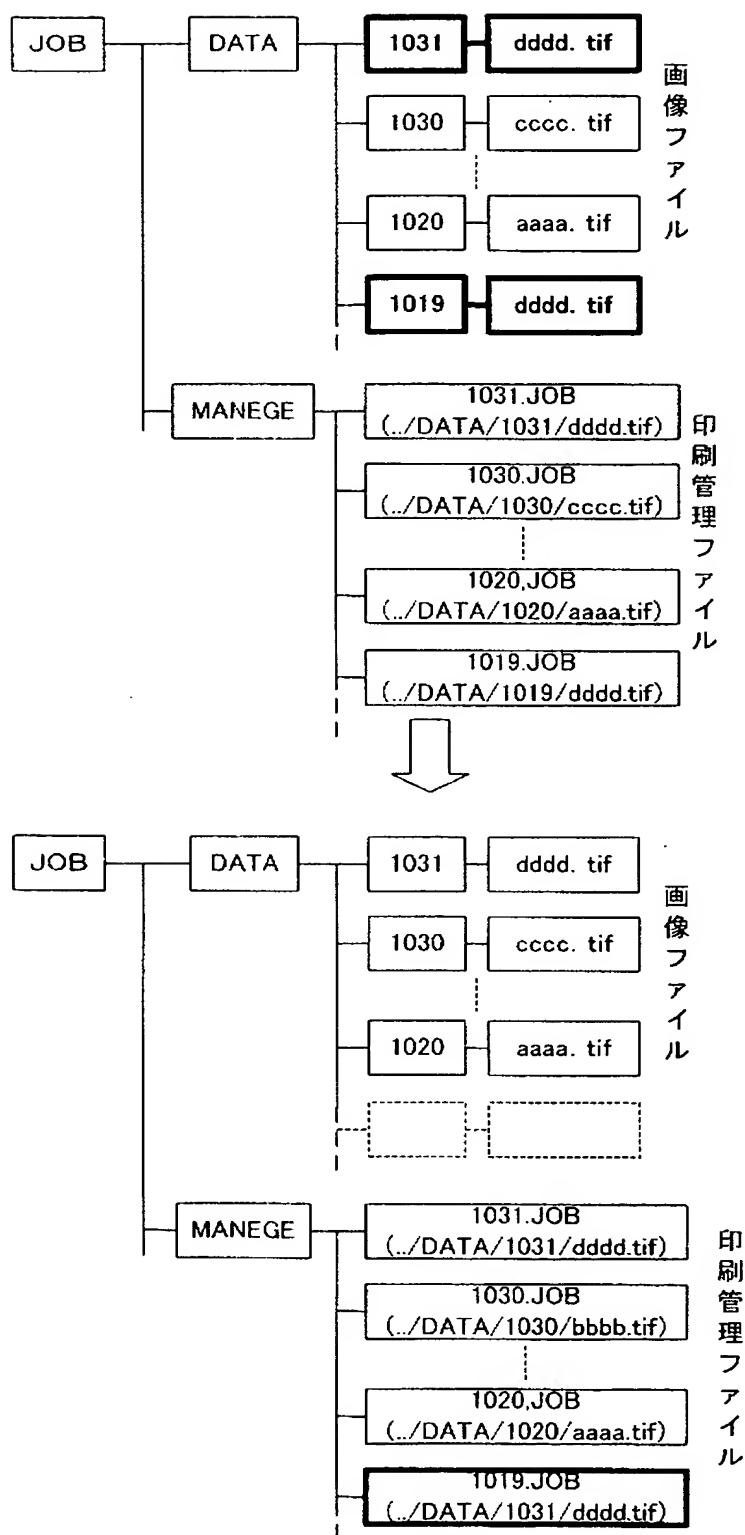 JOB
DATA
1031
dddd. tif
1030
cccc. tif
1020
aaaa. tif
1019
dddd. tif
画像ファイル
MANEGE
1031.JOB
(../DATA/1031/dddd.tif)
1030.JOB
(../DATA/1030/cccc.tif)
1020,JOB
(../DATA/1020/aaaa.tif)
1019.JOB
(../DATA/1019/dddd.tif)
印刷管理ファイル
JOB
DATA
1031
dddd. tif
1030
cccc. tif
1020
aaaa. tif
画像ファイル
MANEGE
1031.JOB
(../DATA/1031/dddd.tif)
1030.JOB
(../DATA/1030/bbbb.tif)
1020,JOB
(../DATA/1020/aaaa.tif)
1019.JOB
(../DATA/1031/dddd.tif)
印刷管理ファイル